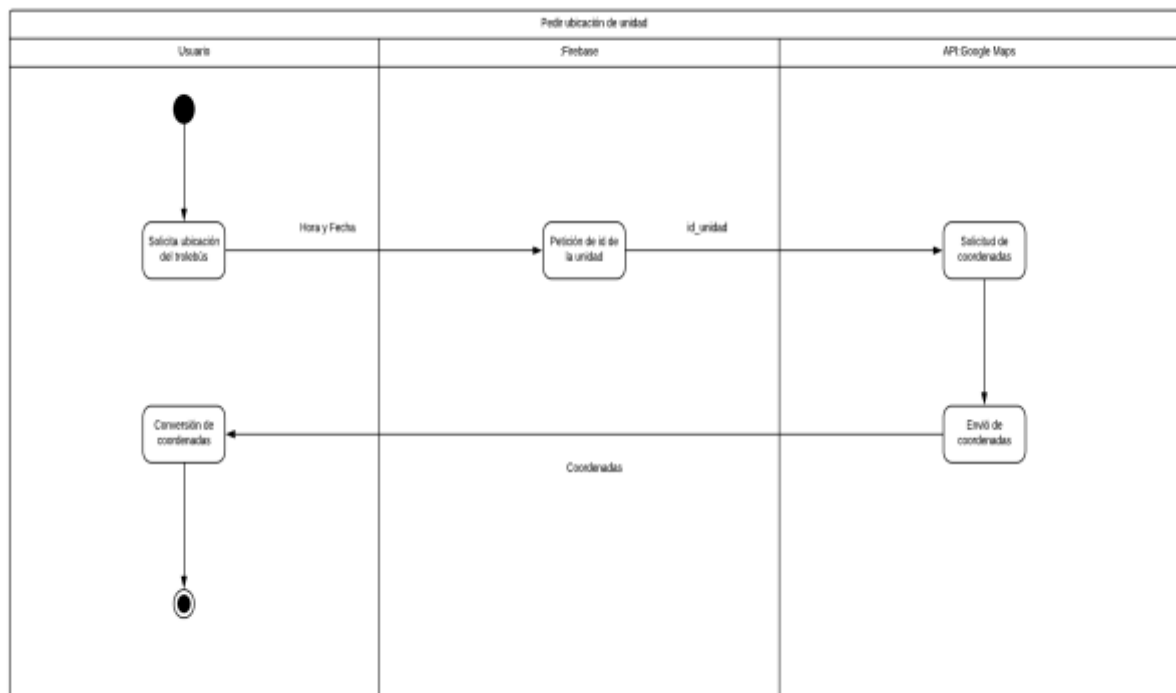 Pedir ubicación de unidad
Usuario
:Firebase
API:Google Maps
Solicita ubicación
del trolebús
Hora y Fecha
Petición de id de
la unidad
id_unidad
Solicitud de
coordenadas
Conversión de
coordenadas
Envió de
coordenadas
Coordenadas